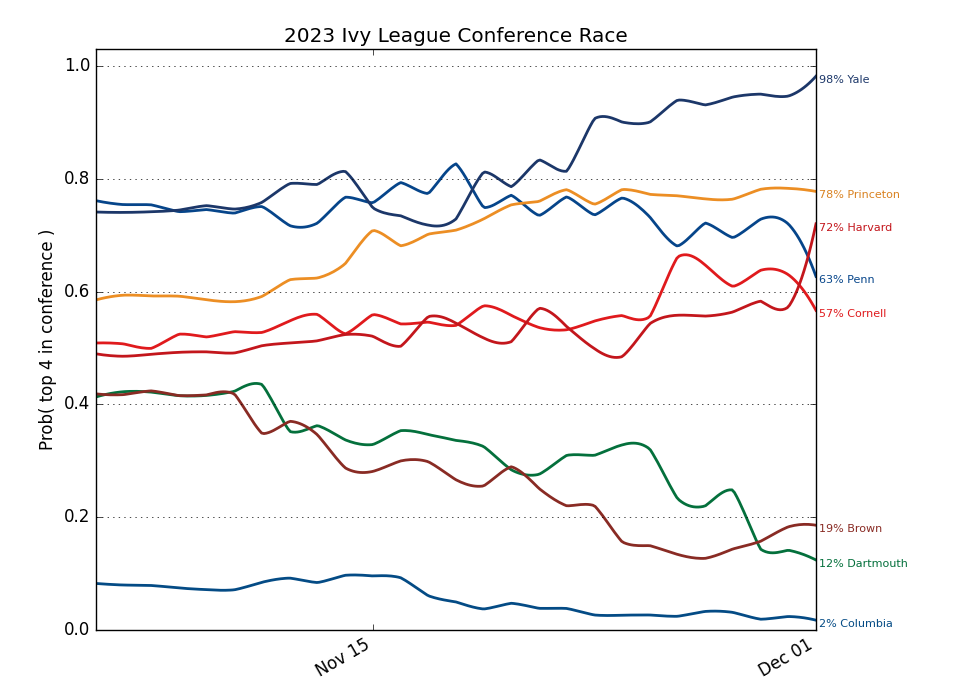 2023 Ivy League Conference Race
Prob( top 4 in conference )
1.0
0.8
0.6
0.4
0.2
0.0
Nov 15
Dec 01
98% Yale
78% Princeton
72% Harvard
63% Penn
57% Cornell
19% Brown
12% Dartmouth
2% Columbia